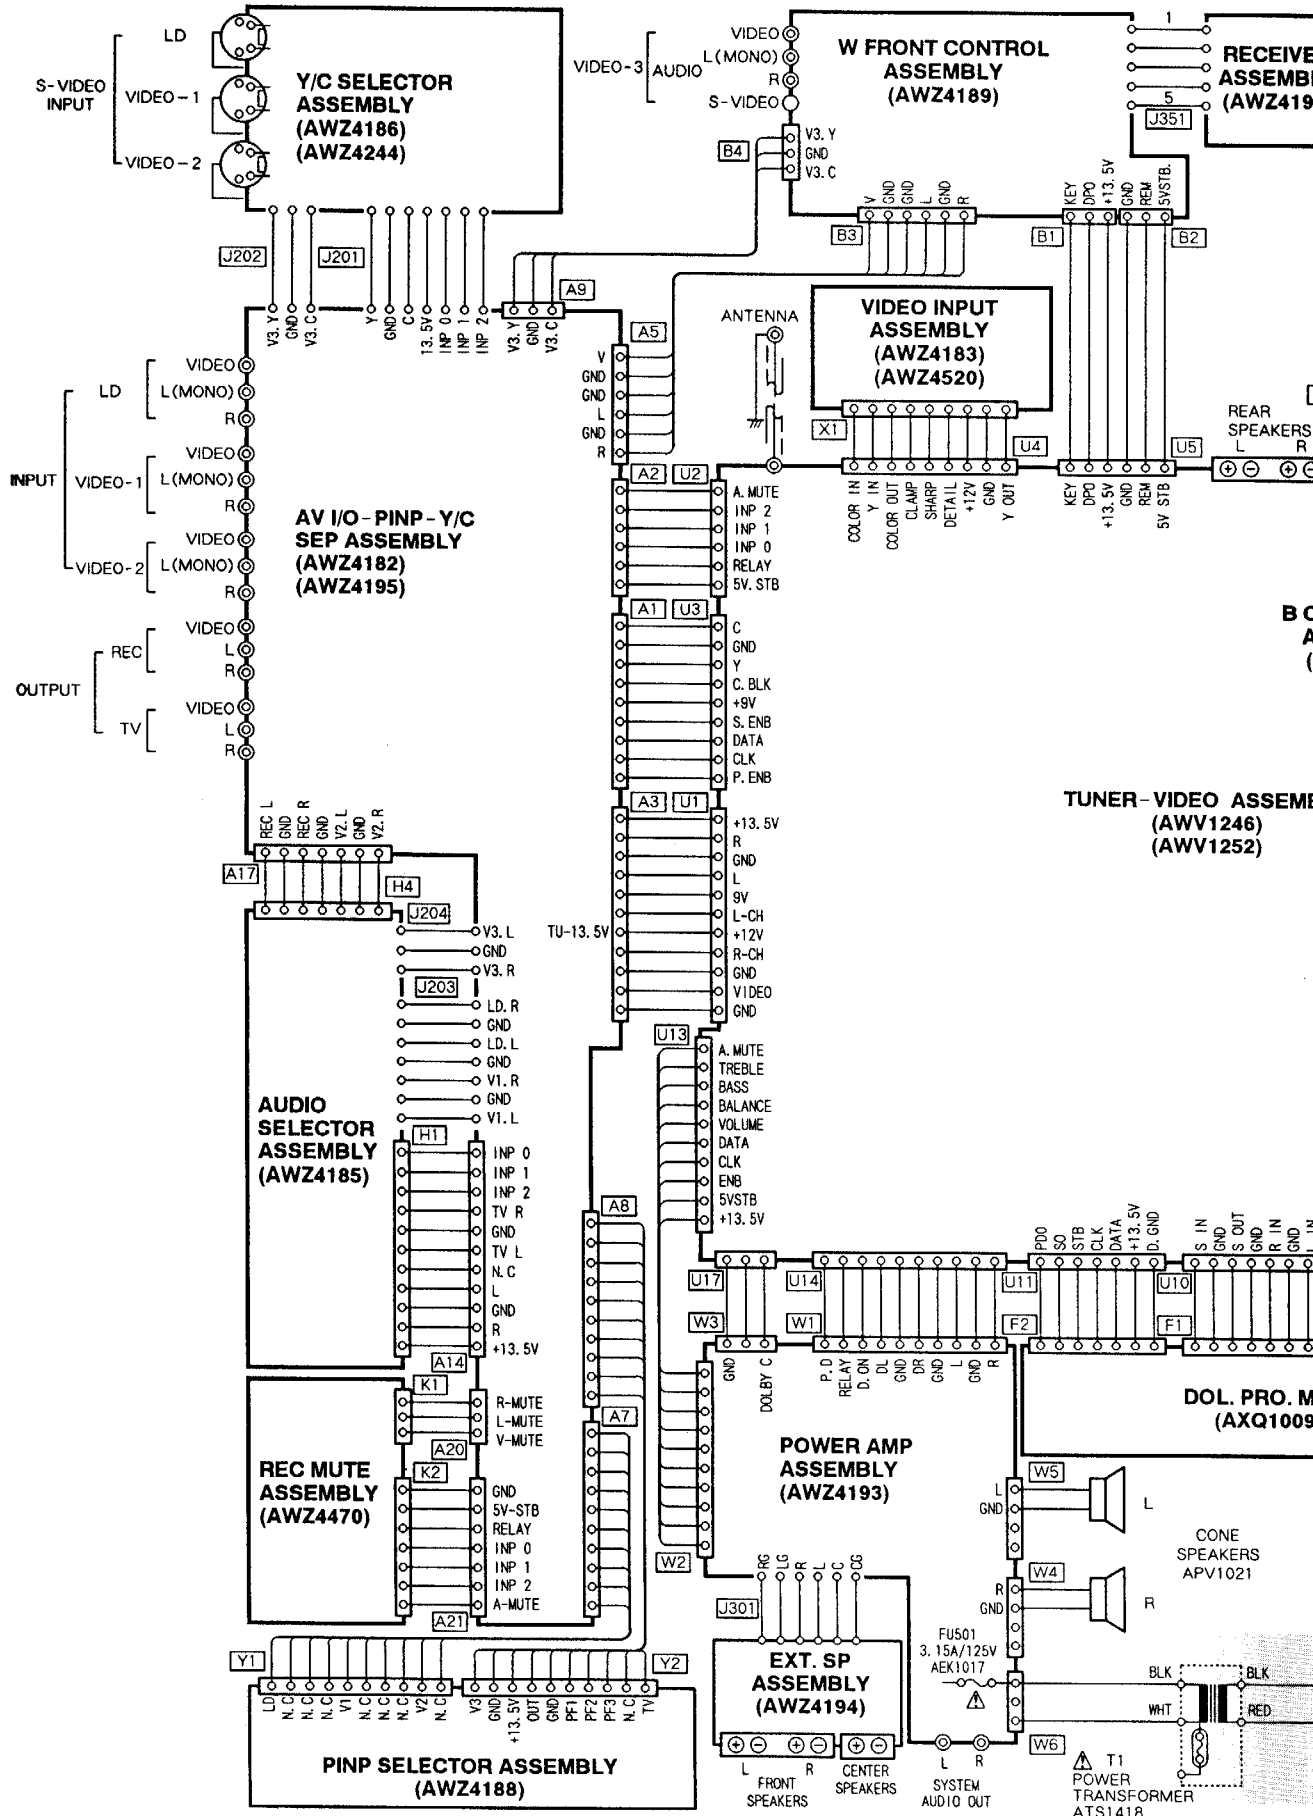 LD
S-VIDEO
INPUT
VIDEO-1
VIDEO-2
Y/C SELECTOR
ASSEMBLY
(AWZ4186)
(AWZ4244)
J202
J201
V3.Y
GND
V3.C
Y
GND
C
13.5V
INP 0
INP 1
INP 2
V3.Y
GND
V3.C
A9
VIDEO-3
AUDIO
VIDEO
L(MONO)
R
S-VIDEO
W FRONT CONTROL
ASSEMBLY
(AWZ4189)
B4
V3.Y
GND
V3.C
1
5
J351
V
GND
GND
L
GND
R
B3
KEY
DPO
+13.5V
GND
REM
5VSTB.
B1
B2
ANTENNA
VIDEO INPUT
ASSEMBLY
(AWZ4183)
(AWZ4520)
X1
U4
COLOR IN
Y IN
COLOR OUT
CLAMP
SHARP
DETAIL
+12V
GND
Y OUT
U5
KEY
DPO
+13.5V
GND
REM
5V STB
REAR
SPEAKERS
L
R
INPUT
LD
VIDEO
L(MONO)
R
VIDEO-1
VIDEO
L(MONO)
R
VIDEO-2
VIDEO
L(MONO)
R
OUTPUT
REC
VIDEO
L
R
TV
VIDEO
L
R
AV I/O-PINP-Y/C
SEP ASSEMBLY
(AWZ4182)
(AWZ4195)
A5
V
GND
GND
L
GND
R
A2
U2
A.MUTE
INP 2
INP 1
INP 0
RELAY
5V.STB
A1
U3
C
GND
Y
C.BLK
+9V
S.ENB
DATA
CLK
P.ENB
A3
U1
TU-13.5V
+13.5V
R
GND
L
9V
L-CH
+12V
R-CH
GND
VIDEO
GND
TUNER-VIDEO
(AWV1246)
(AWV1252)
REC L
GND
REC R
GND
V2.L
GND
V2.R
A17
H4
J204
V3.L
GND
V3.R
J203
LD.R
GND
LD.L
GND
V1.R
GND
V1.L
AUDIO
SELECTOR
ASSEMBLY
(AWZ4185)
H1
INP 0
INP 1
INP 2
TV R
GND
TV L
N.C
L
GND
R
+13.5V
A14
K1
R-MUTE
L-MUTE
V-MUTE
A20
K2
REC MUTE
ASSEMBLY
(AWZ4470)
GND
5V-STB
RELAY
INP 0
INP 1
INP 2
A-MUTE
A21
A8
A7
U13
A.MUTE
TREBLE
BASS
BALANCE
VOLUME
DATA
CLK
ENB
5VSTB
+13.5V
U17
U14
U11
U10
PDO
SO
STB
CLK
DATA
+13.5V
D.GND
S IN
GND
S OUT
GND
R IN
GND
L IN
W3
W1
F2
F1
GND
DOLBY C
P.D
RELAY
D.ON
DL
GND
DR
GND
L
GND
R
DOL. PRO. M
(AXQ1009
POWER AMP
ASSEMBLY
(AWZ4193)
W2
W5
L
GND
L
CONE
SPEAKERS
APV1021
W4
R
GND
R
RG
LG
R
L
C
CG
J301
EXT. SP
ASSEMBLY
(AWZ4194)
FU501
3.15A/125V
AEK1017
BLK
BLK
WHT
RED
W6
L
R
FRONT
SPEAKERS
CENTER
SPEAKERS
L
R
SYSTEM
AUDIO OUT
T1
POWER
TRANSFORMER
ATS1418
Y1
Y2
LD
N.C
N.C
N.C
V1
N.C
N.C
N.C
V2
N.C
V3
GND
+13.5V
OUT
GND
PF1
PF2
PF3
N.C
TV
PINP SELECTOR ASSEMBLY
(AWZ4188)